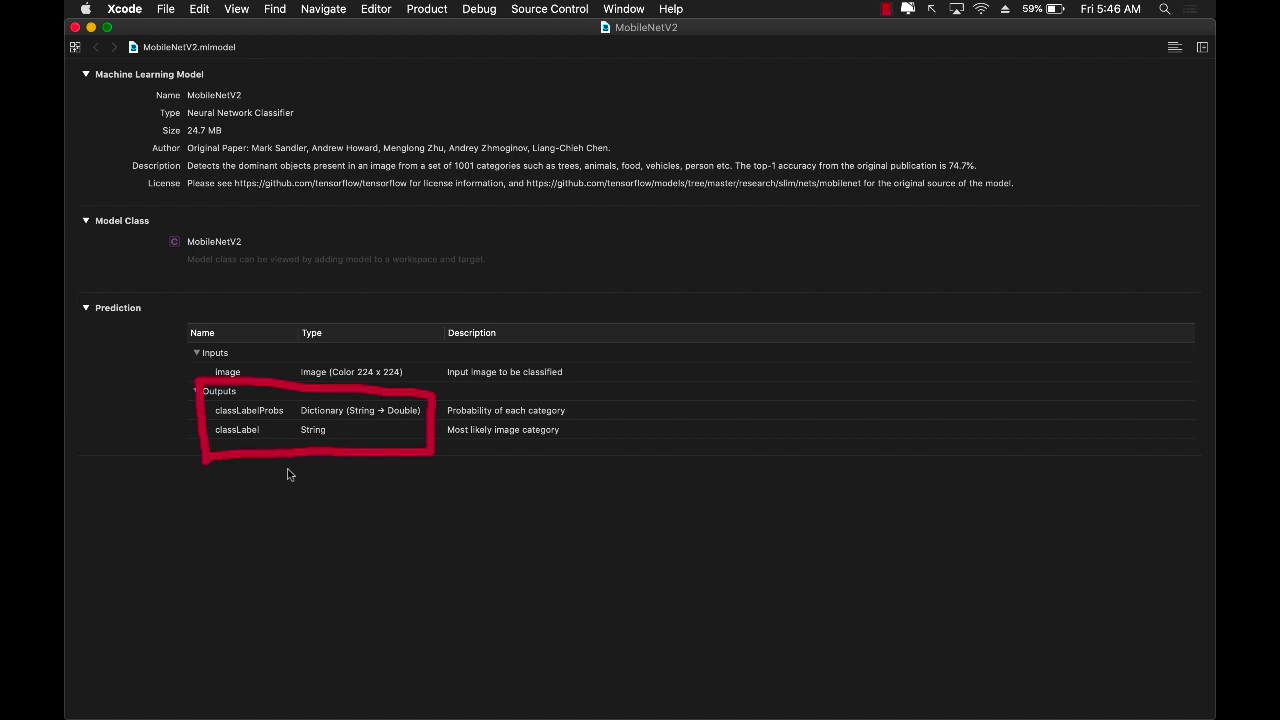 Xcode File Edit View Find Navigate Editor Product Debug Source Control Window Help 59% Fri 5:46 AM
MobileNetV2
MobileNetV2.mlmodel
Machine Learning Model
Name MobileNetV2
Type Neural Network Classifier
Size 24.7 MB
Author Original Paper: Mark Sandler, Andrew Howard, Menglong Zhu, Andrey Zhmoginov, Liang-Chieh Chen.
Description Detects the dominant objects present in an image from a set of 1001 categories such as trees, animals, food, vehicles, person etc. The top-1 accuracy from the original publication is 74.7%.
License Please see https://github.com/tensorflow/tensorflow for license information, and https://github.com/tensorflow/models/tree/master/research/slim/nets/mobilenet for the original source of the model.
Model Class
C MobileNetV2
Model class can be viewed by adding model to a workspace and target.
Prediction
Name Type Description
Inputs
image Image (Color 224 x 224) Input image to be classified
Outputs
classLabelProbs Dictionary (String → Double) Probability of each category
classLabel String Most likely image category